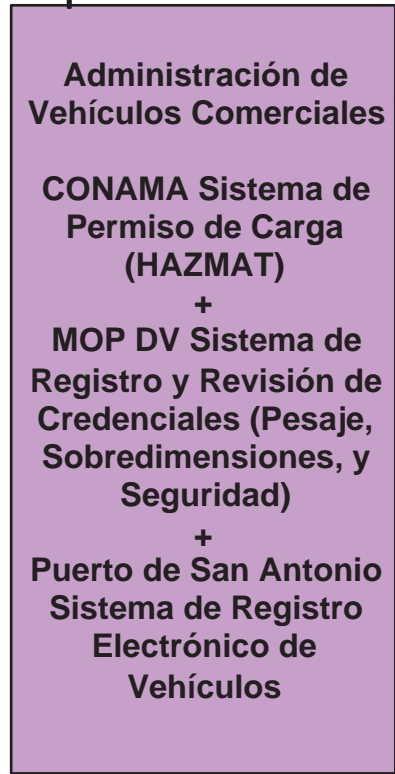 Administración de
Vehículos Comerciales
CONAMA Sistema de
Permiso de Carga
(HAZMAT)
+
MOP DV Sistema de
Registro y Revisión de
Credenciales (Pesaje,
Sobredimensiones, y
Seguridad)
+
Puerto de San Antonio
Sistema de Registro
Electrónico de
Vehículos